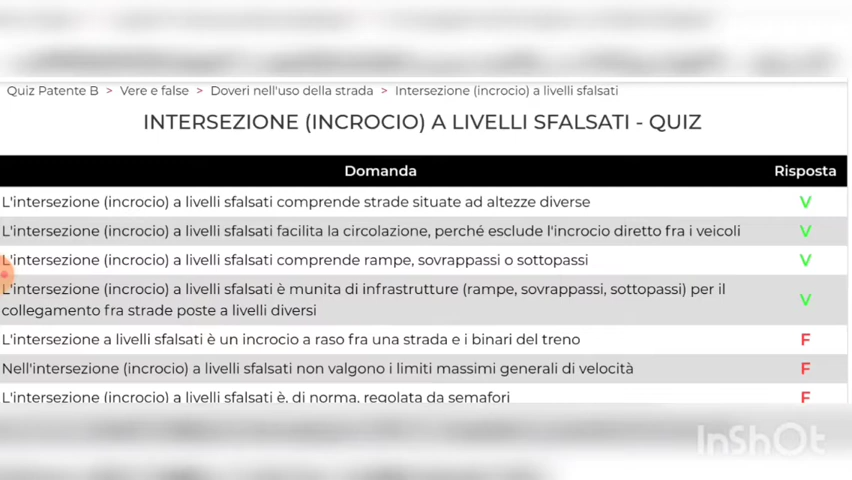 Quiz Patente B > Vere e false > Doveri nell'uso della strada > Intersezione (incrocio) a livelli sfalsati
INTERSEZIONE (INCROCIO) A LIVELLI SFALSATI - QUIZ
Domanda Risposta
L'intersezione (incrocio) a livelli sfalsati comprende strade situate ad altezze diverse V
L'intersezione (incrocio) a livelli sfalsati facilita la circolazione, perché esclude l'incrocio diretto fra i veicoli V
L'intersezione (incrocio) a livelli sfalsati comprende rampe, sovrappassi o sottopassi V
L'intersezione (incrocio) a livelli sfalsati è munita di infrastrutture (rampe, sovrappassi, sottopassi) per il
collegamento fra strade poste a livelli diversi V
L'intersezione a livelli sfalsati è un incrocio a raso fra una strada e i binari del treno F
Nell'intersezione (incrocio) a livelli sfalsati non valgono i limiti massimi generali di velocità F
L'intersezione (incrocio) a livelli sfalsati è, di norma, regolata da semafori F
InShOt